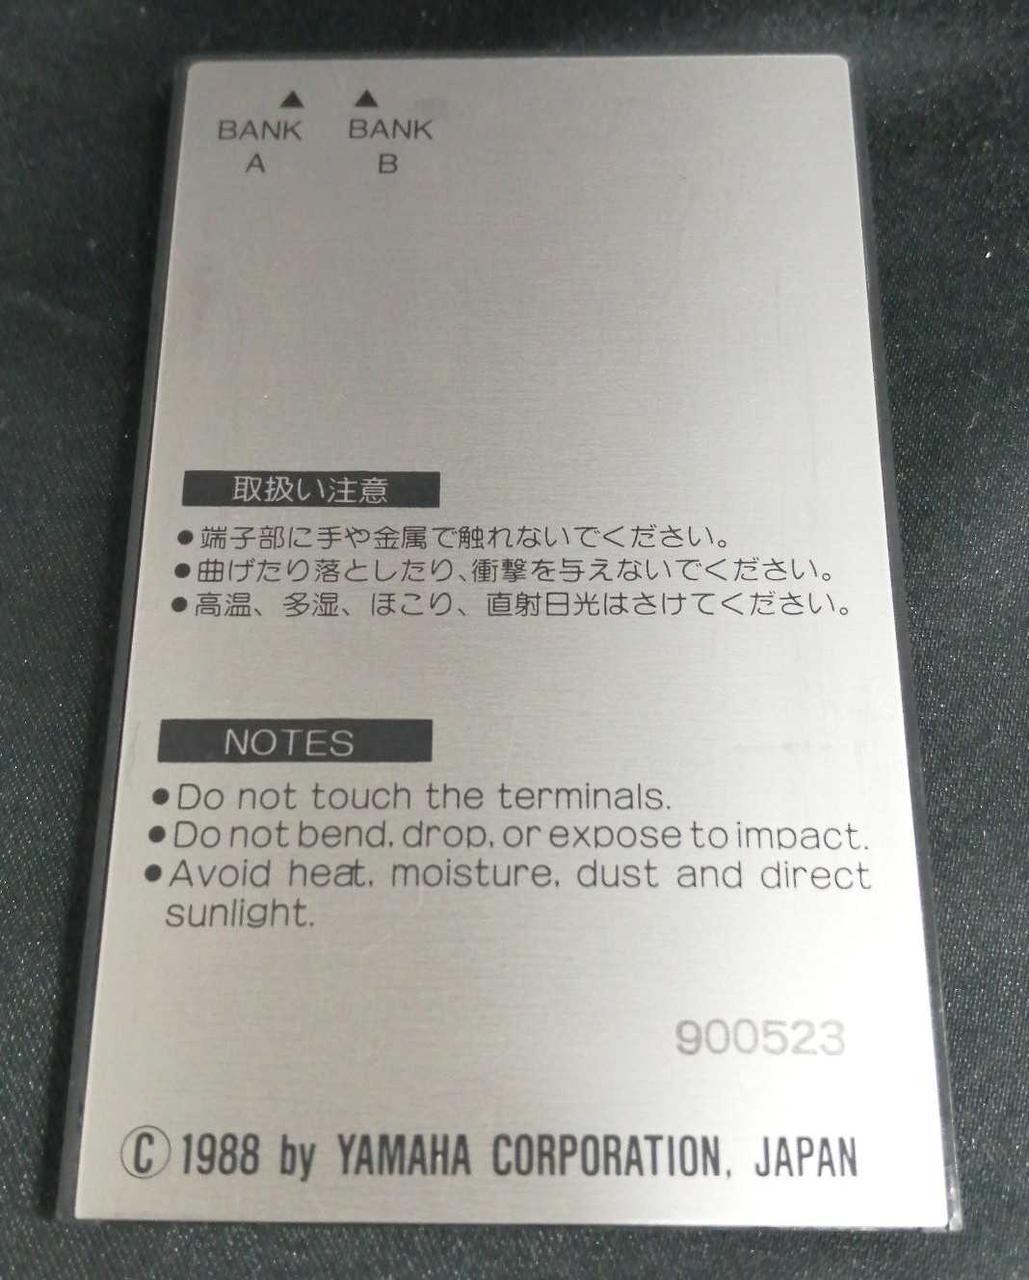 ▲ ▲
BANK BANK
A B
取扱い注意
●端子部に手や金属で触れないでください。
●曲げたり落としたり、衝撃を与えないでください。
●高温、多湿、ほこり、直射日光はさけてください。
NOTES
●Do not touch the terminals.
●Do not bend, drop, or expose to impact.
●Avoid heat, moisture, dust and direct
sunlight.
900523
Ⓒ 1988 by YAMAHA CORPORATION, JAPAN